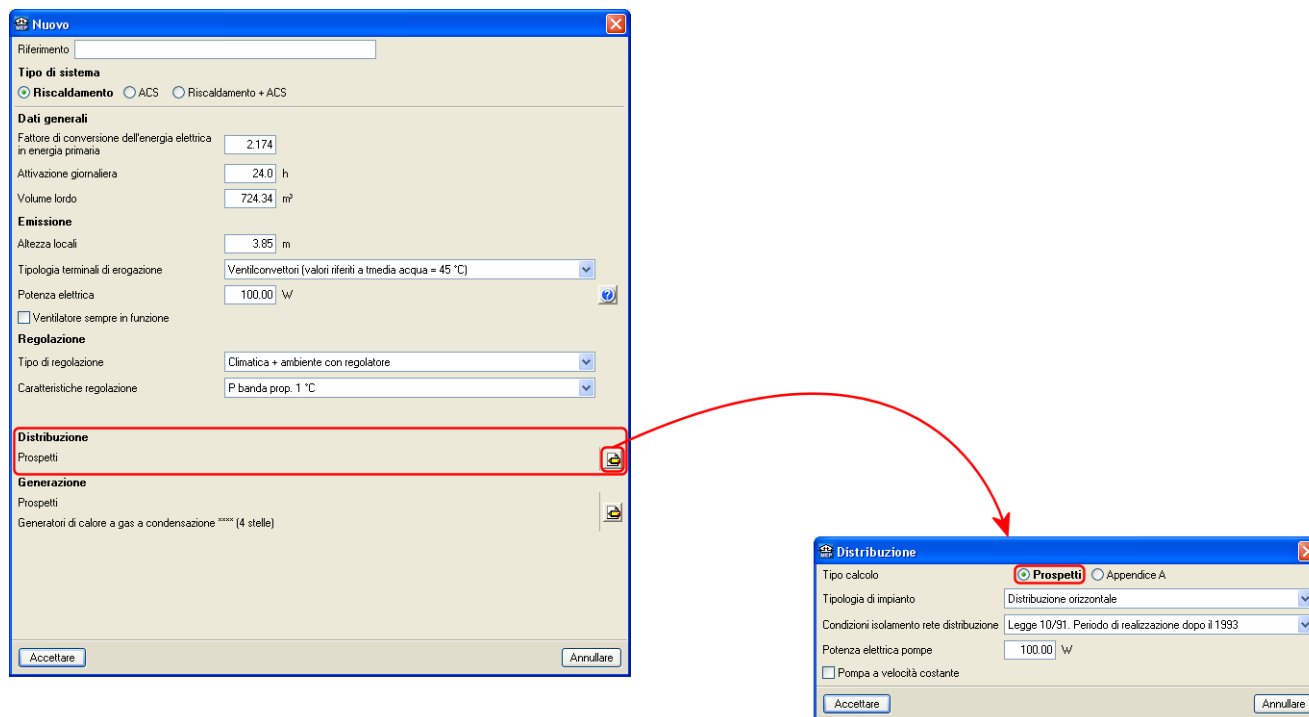 Nuovo
Riferimento
Tipo di sistema
Riscaldamento ACS Riscaldamento + ACS
Dati generali
Fattore di conversione dell'energia elettrica
in energia primaria 2.174
Attivazione giornaliera 24.0 h
Volume lordo 724.34 m³
Emissione
Altezza locali 3.85 m
Tipologia terminali di erogazione Ventilconvettori (valori riferiti a tmedia acqua = 45 °C)
Potenza elettrica 100.00 W
Ventilatore sempre in funzione
Regolazione
Tipo di regolazione Climatica + ambiente con regolatore
Caratteristiche regolazione P banda prop. 1 °C
Distribuzione
Prospetti
Generazione
Prospetti
Generatori di calore a gas a condensazione **** (4 stelle)
Accettare Annullare
Distribuzione
Tipo calcolo Prospetti Appendice A
Tipologia di impianto Distribuzione orizzontale
Condizioni isolamento rete distribuzione Legge 10/91. Periodo di realizzazione dopo il 1993
Potenza elettrica pompe 100.00 W
Pompa a velocità costante
Accettare Annullare